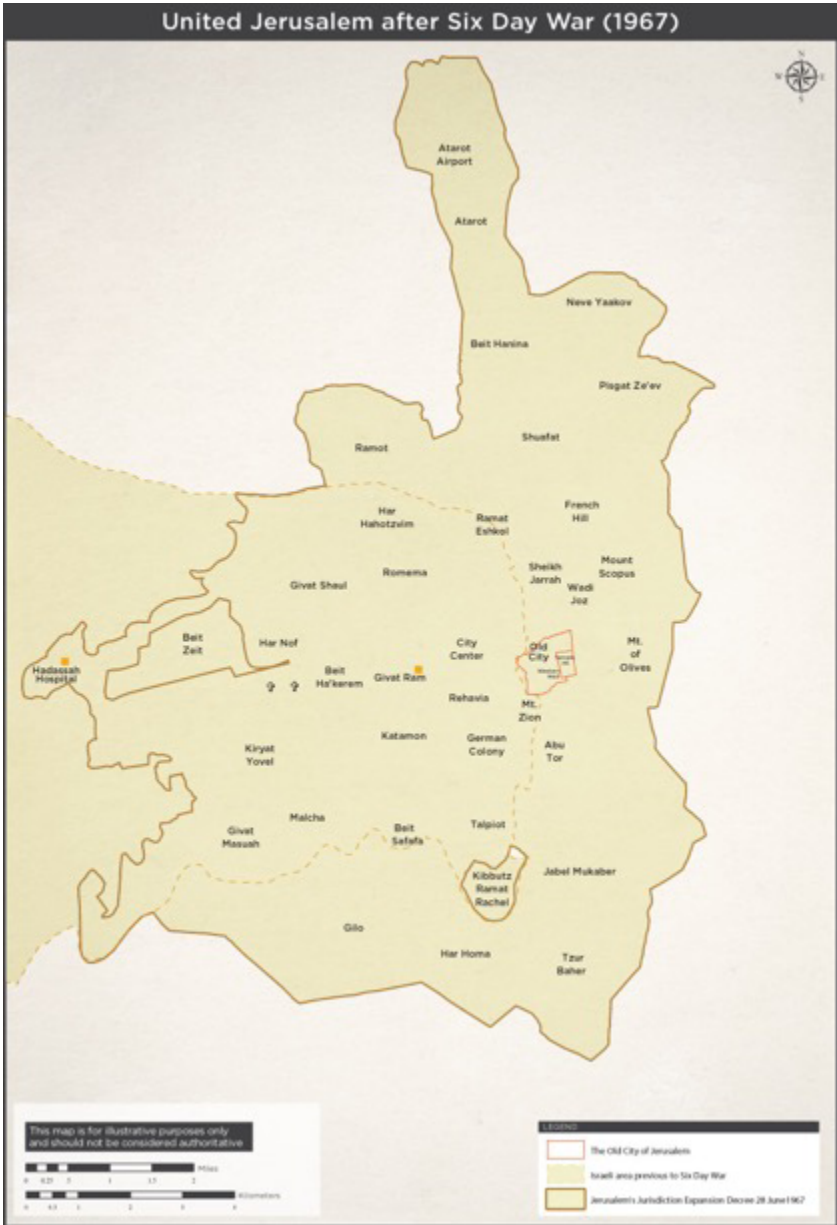 United Jerusalem after Six Day War (1967)
N
W
E
S
Atarot
Airport
Atarot
Neve Yaakov
Beit Hanina
Pisgat Ze'ev
Shuafat
Ramot
French
Hill
Har
Hahotzvim
Ramat
Eshkol
Sheikh
Jarrah
Mount
Scopus
Romema
Givat Shaul
Wadi
Joz
Beit
Zeit
Har Nof
City
Center
Old
City
Mt.
of
Olives
Hadassah
Hospital
Beit
Ha'kerem
Givat Ram
Rehavia
Mt.
Zion
Katamon
German
Colony
Abu
Tor
Kiryat
Yovel
Malcha
Givat
Masuah
Beit
Safafa
Talpiot
Kibbutz
Ramat
Rachel
Jabel Mukaber
Gilo
Har Homa
Tzur
Baher
This map is for illustrative purposes only
and should not be considered authoritative
Miles
Kilometers
LEGEND
The Old City of Jerusalem
Israeli area previous to Six Day War
Jerusalem's Jurisdiction Expansion Decree 28 June 1967